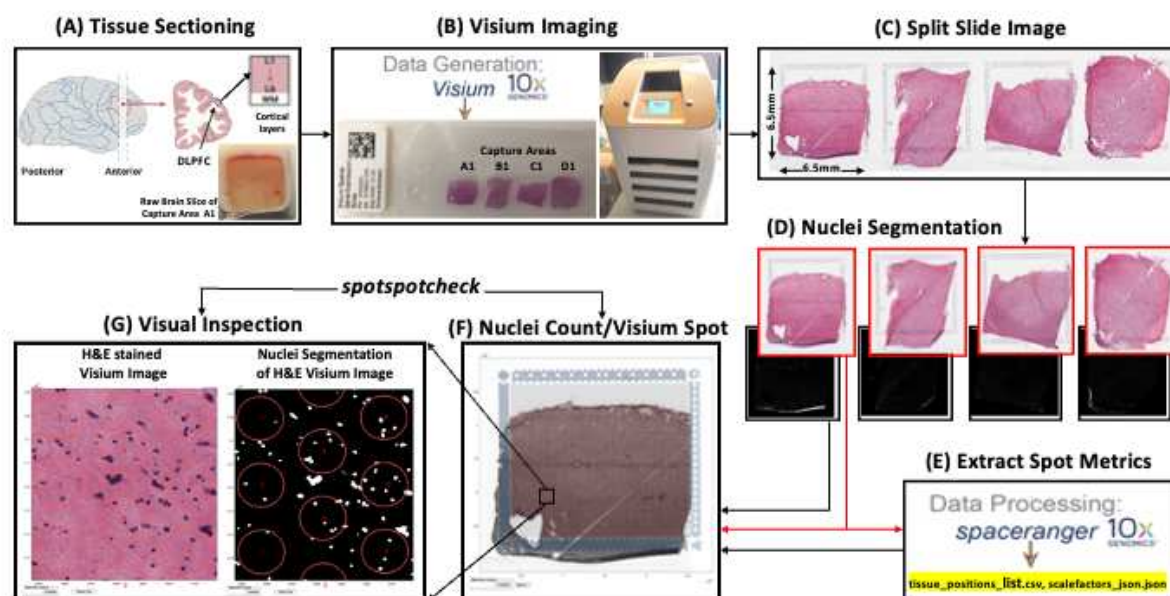 (A) Tissue Sectioning
L1
L6
WM
Cortical
layers
DLPFC
Posterior
Anterior
Raw Brain Slice of
Capture Area A1
(B) Visium Imaging
Data Generation:
Visium 10x
GENOMICS
Capture Areas
A1 B1 C1 D1
(C) Split Slide Image
6.5mm
6.5mm
(D) Nuclei Segmentation
spotspotcheck
(G) Visual Inspection
H&E stained
Visium Image
Nuclei Segmentation
of H&E Visium Image
(F) Nuclei Count/Visium Spot
(E) Extract Spot Metrics
Data Processing:
spaceranger 10x
GENOMICS
tissue_positions_list.csv, scalefactors_json.json